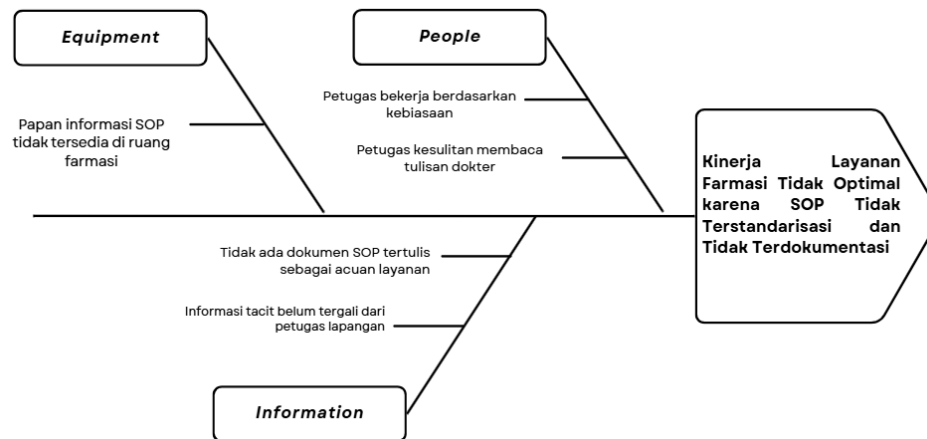 Equipment
People
Papan informasi SOP
tidak tersedia di ruang
farmasi
Petugas bekerja berdasarkan
kebiasaan
Petugas kesulitan membaca
tulisan dokter
Kinerja Layanan
Farmasi Tidak Optimal
karena SOP Tidak
Terstandarisasi dan
Tidak Terdokumentasi
Tidak ada dokumen SOP tertulis
sebagai acuan layanan
Informasi tacit belum tergali dari
petugas lapangan
Information